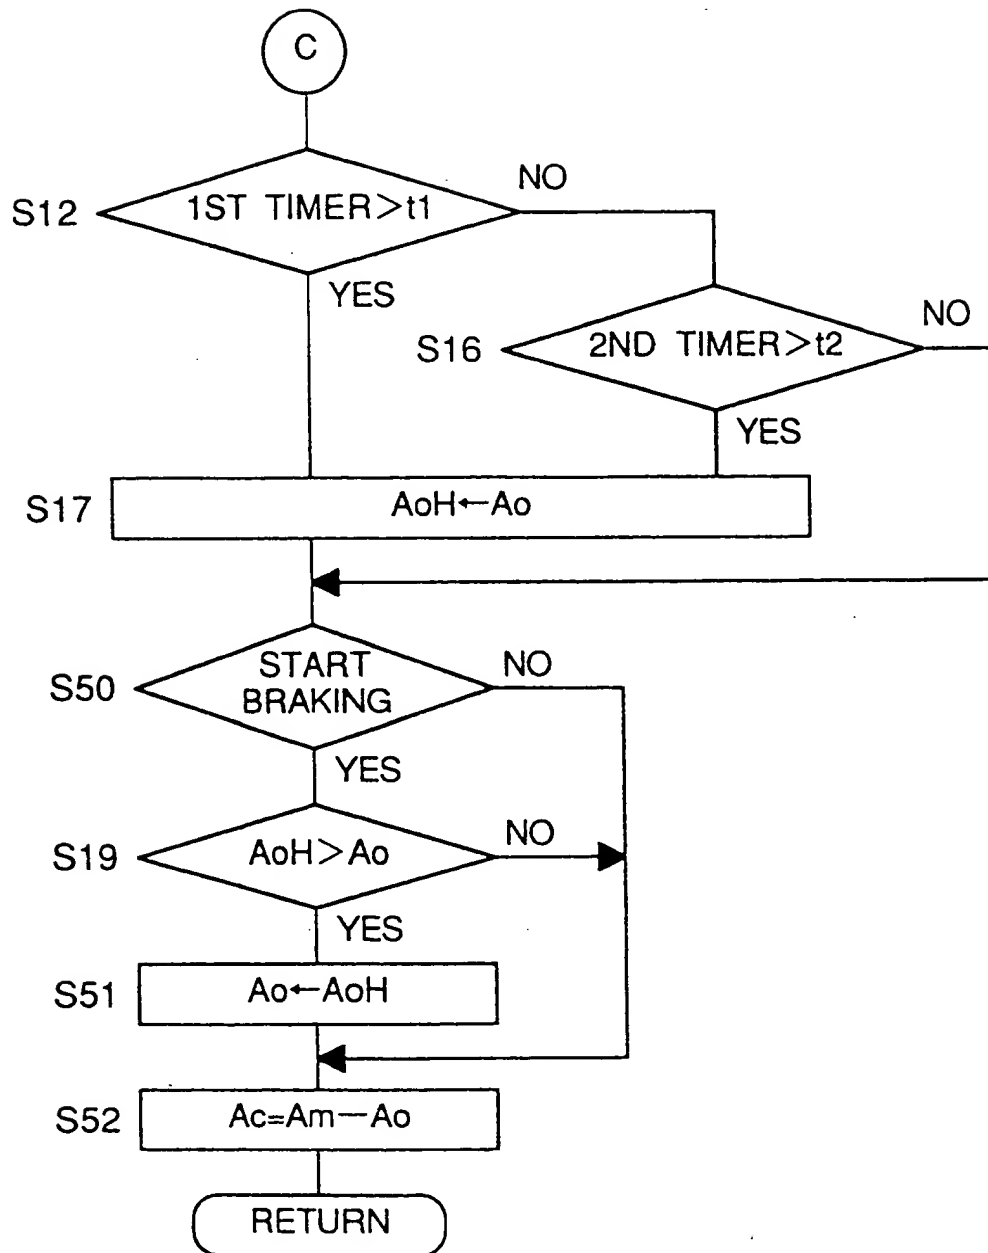 C
S12
1ST TIMER>t1
NO
YES
S16
2ND TIMER>t2
NO
YES
S17
AoH←Ao
S50
START
BRAKING
NO
YES
S19
AoH>Ao
NO
YES
S51
Ao←AoH
S52
Ac=Am—Ao
RETURN